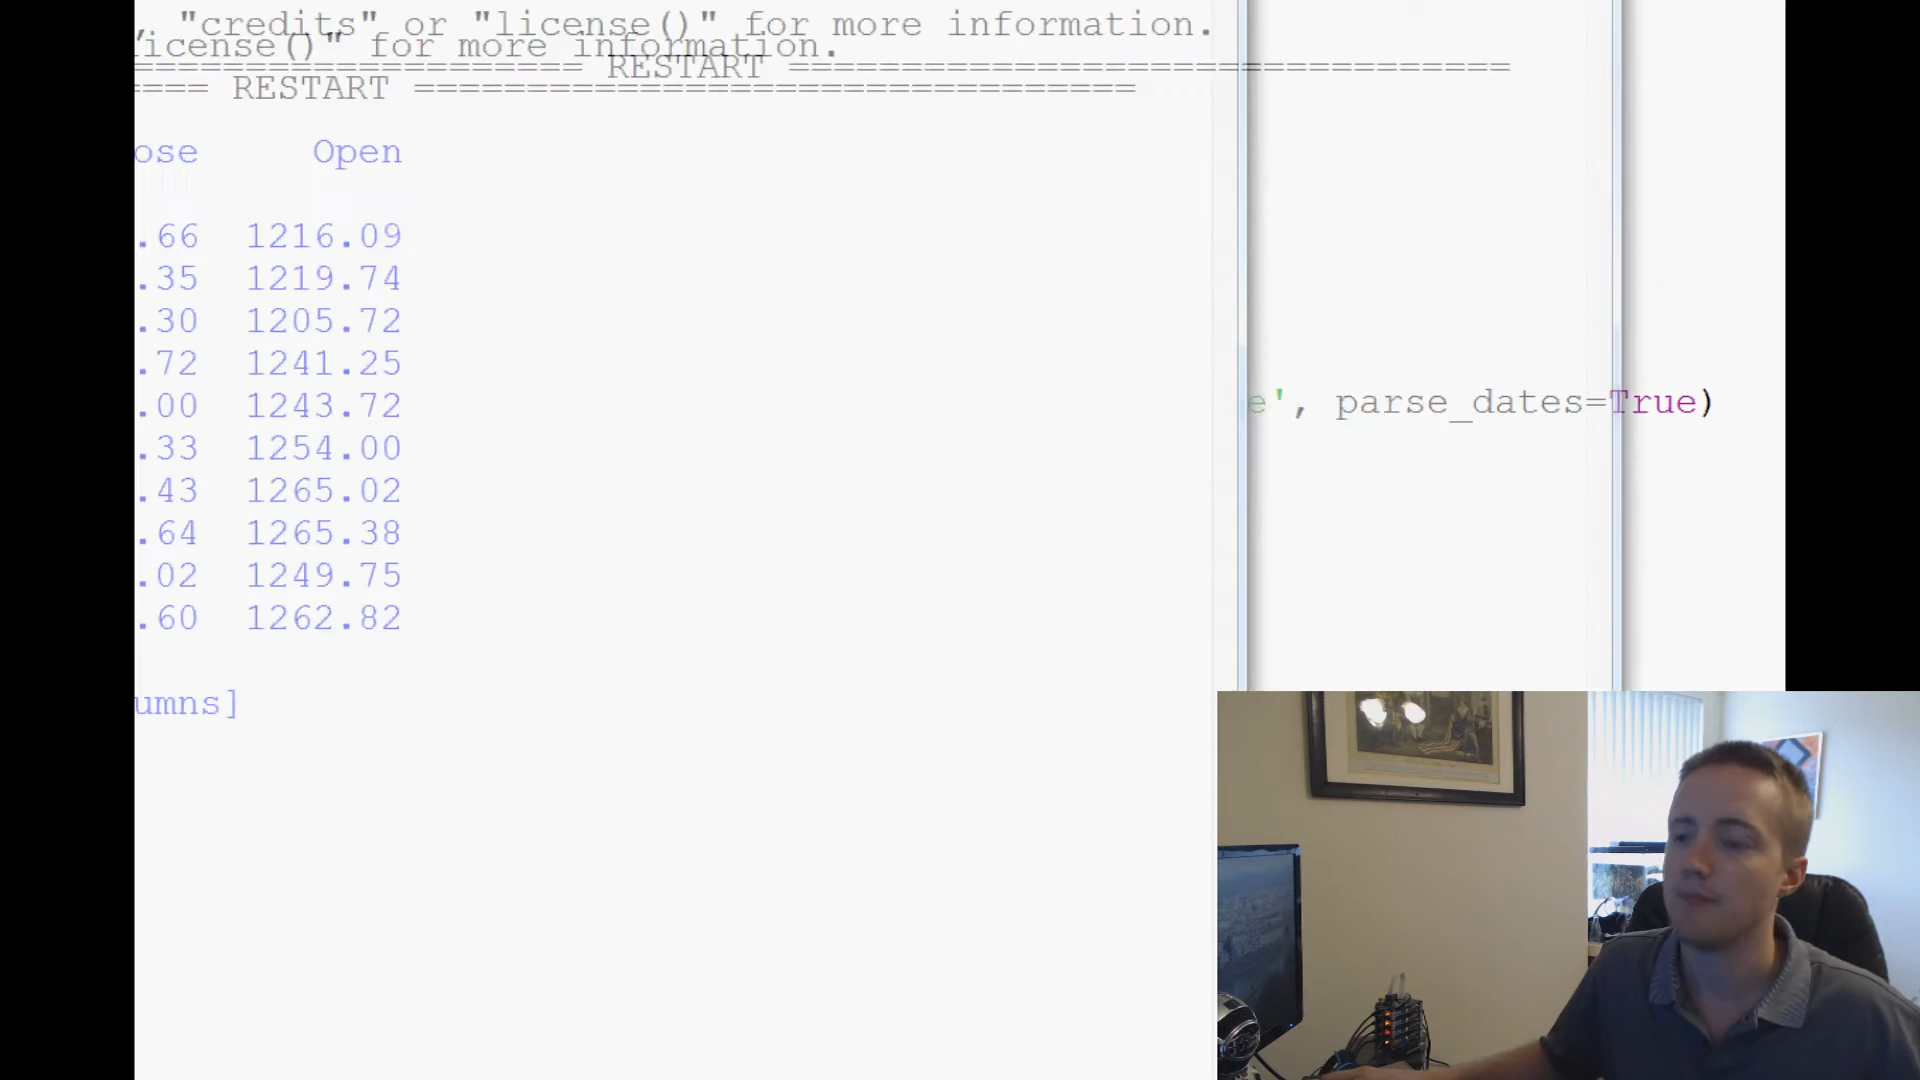 , "credits" or "license()" for more information.
icense()" for more information.
=================== RESTART ================================
==== RESTART ================================
ose Open
.66 1216.09
.35 1219.74
.30 1205.72
.72 1241.25
e', parse_dates=True)
.00 1243.72
.33 1254.00
.43 1265.02
.64 1265.38
.02 1249.75
.60 1262.82
umns]